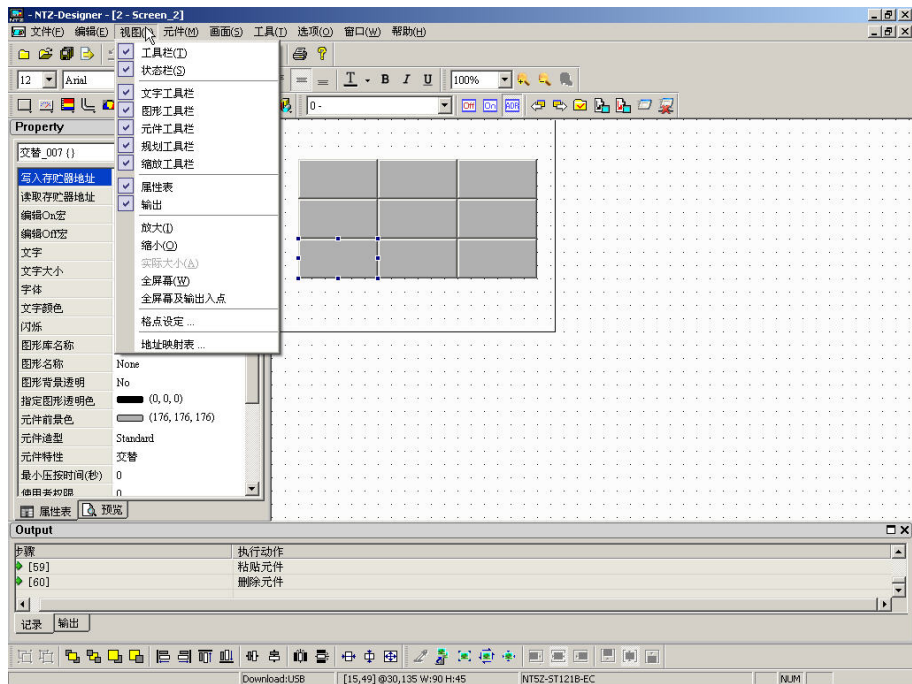 - NTZ-Designer - [2 - Screen_2]
文件(F) 编辑(E) 视图 元件(M) 画面(S) 工具(T) 选项(O) 窗口(W) 帮助(H)
工具栏(T)
状态栏(S)
12 Arial T B I U 100%
文字工具栏
图形工具栏
0 - Off On
元件工具栏
规划工具栏
缩放工具栏
Property
交替_007 {}
写入存贮器地址
读取存贮器地址
编辑On宏
编辑Off宏
文字
文字大小
字体
文字颜色
闪烁
图形库名称
图形名称 None
图形背景透明 No
指定图形透明色 (0, 0, 0)
元件前景色 (176, 176, 176)
元件造型 Standard
元件特性 交替
最小压按时间(秒) 0
使用者权限 0
属性表
输出
放大(I)
缩小(O)
实际大小(A)
全屏幕(W)
全屏幕及输出入点
格点设定 ...
地址映射表 ...
属性表 预览
Output
步骤 执行动作
[59] 粘贴元件
[60] 删除元件
记录 输出
Download:USB [15,49] @30,135 W:90 H:45 NT5Z-ST121B-EC NUM